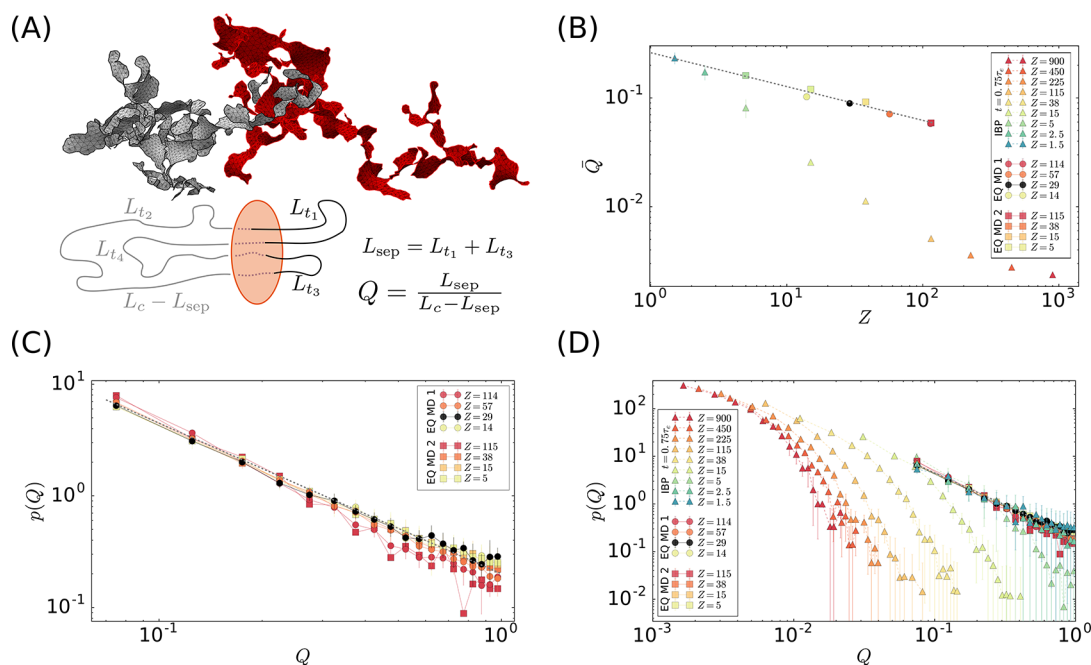 (A)
L_{t_2}
L_{t_1}
L_{t_4}
L_{t_3}
L_c − L_{sep}
L_{sep} = L_{t_1} + L_{t_3}
Q = \frac{L_{sep}}{L_c − L_{sep}}
(B)
10^{-1}
10^{-2}
Q̄
10^0
10^1
10^2
10^3
Z
IBP t = 0.75τ_e
Z = 900
Z = 450
Z = 225
Z = 115
Z = 38
Z = 15
Z = 5
Z = 2.5
Z = 1.5
EQ MD 1
Z = 114
Z = 57
Z = 29
Z = 14
EQ MD 2
Z = 115
Z = 38
Z = 15
Z = 5
(C)
10^1
10^0
10^{-1}
p(Q)
10^{-1}
10^0
Q
EQ MD 1
Z = 114
Z = 57
Z = 29
Z = 14
EQ MD 2
Z = 115
Z = 38
Z = 15
Z = 5
(D)
10^2
10^1
10^0
10^{-1}
10^{-2}
p(Q)
10^{-3}
10^{-2}
10^{-1}
10^0
Q
IBP t = 0.75τ_e
Z = 900
Z = 450
Z = 225
Z = 115
Z = 38
Z = 15
Z = 5
Z = 2.5
Z = 1.5
EQ MD 1
Z = 114
Z = 57
Z = 29
Z = 14
EQ MD 2
Z = 115
Z = 38
Z = 15
Z = 5